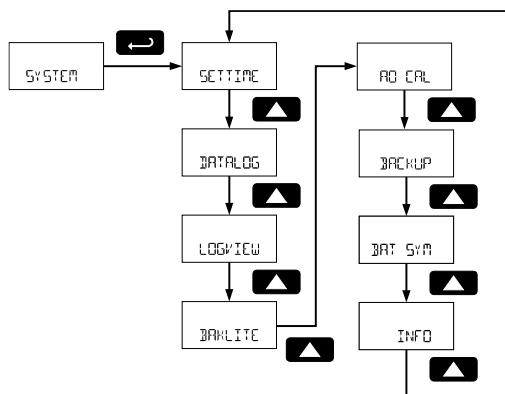 SYSTEM
SETTIME
DATALOG
LOGVIEW
BAKLITE
AO CAL
BACKUP
BAT SYM
INFO